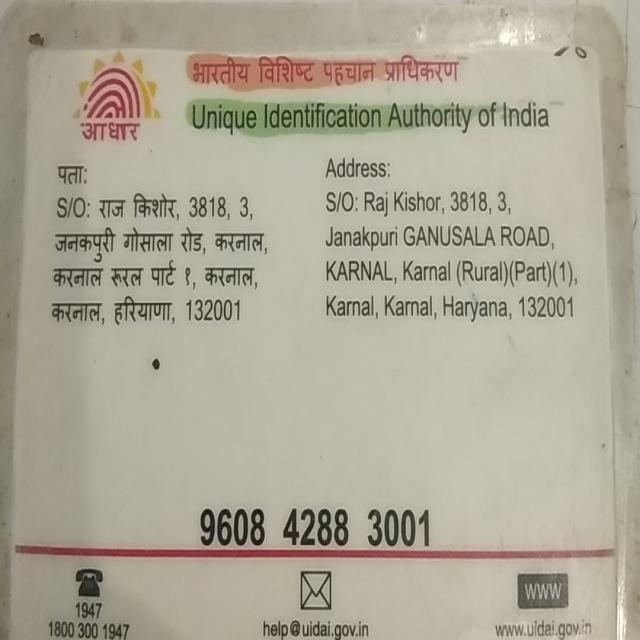 भारतीय विशिष्ट पहचान प्राधिकरण
Unique Identification Authority of India
आधार
पता:
S/O: राज किशोर, 3818, 3,
जनकपुरी गोसाला रोड, करनाल,
करनाल रूरल पार्ट १, करनाल,
करनाल, हरियाणा, 132001
Address:
S/O: Raj Kishor, 3818, 3,
Janakpuri GANUSALA ROAD,
KARNAL, Karnal (Rural)(Part)(1),
Karnal, Karnal, Haryana, 132001
9608 4288 3001
1947
1800 300 1947
help@uidai.gov.in
WWW
www.uidai.gov.in